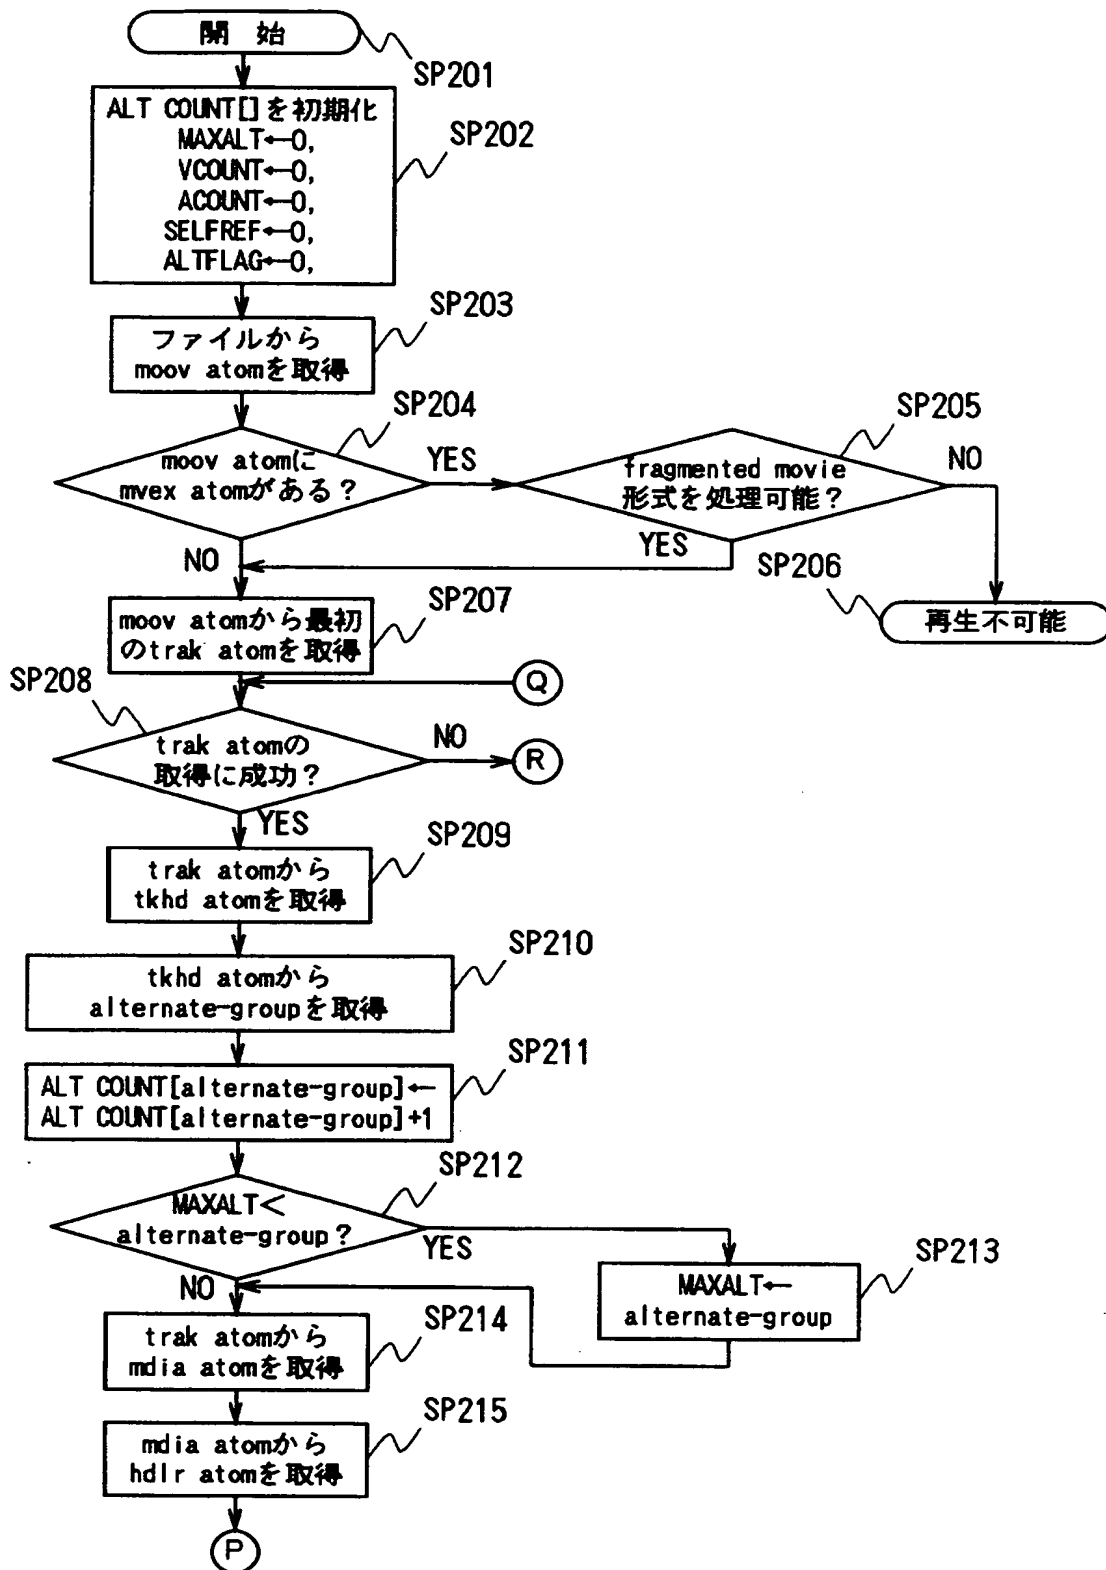 開 始
SP201
ALT COUNT[]を初期化
MAXALT←0,
VCOUNT←0,
ACOUNT←0,
SELFREF←0,
ALTFLAG←0,
SP202
ファイルから
moov atomを取得
SP203
moov atomに
mvex atomがある？
SP204
YES
NO
fragmented movie
形式を処理可能？
SP205
NO
YES
SP206
再生不可能
moov atomから最初
のtrak atomを取得
SP207
Q
SP208
trak atomの
取得に成功？
NO
R
YES
trak atomから
tkhd atomを取得
SP209
tkhd atomから
alternate-groupを取得
SP210
ALT COUNT[alternate-group]←
ALT COUNT[alternate-group]+1
SP211
MAXALT＜
alternate-group？
SP212
YES
NO
MAXALT←
alternate-group
SP213
trak atomから
mdia atomを取得
SP214
mdia atomから
hdlr atomを取得
SP215
P